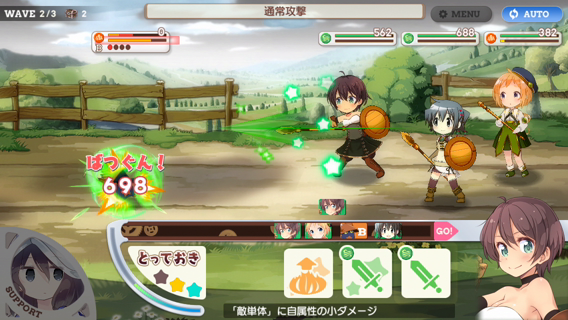 WAVE 2/3 2
通常攻撃
MENU
AUTO
0
B
562
688
382
ばつぐん!
698
B
GO!
とっておき
SUPPORT
「敵単体」に自属性の小ダメージ